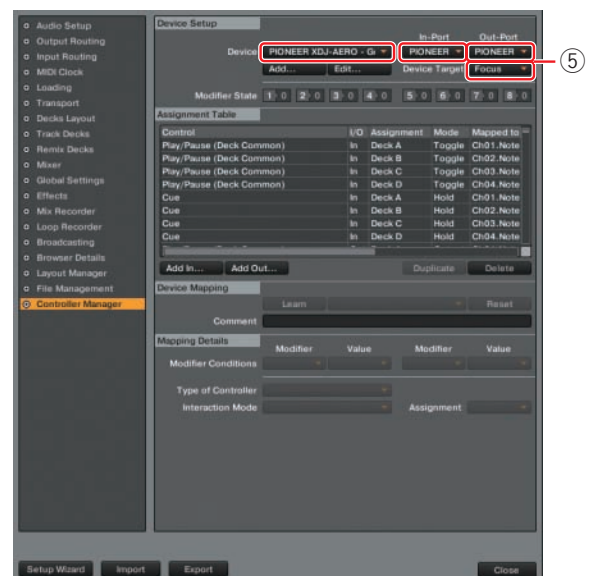 Audio Setup
Output Routing
Input Routing
MIDI Clock
Loading
Transport
Decks Layout
Track Decks
Remix Decks
Mixer
Global Settings
Effects
Mix Recorder
Loop Recorder
Broadcasting
Browser Details
Layout Manager
File Management
Controller Manager
Device Setup
In-Port Out-Port
Device PIONEER XDJ-AERO - G PIONEER PIONEER
Add... Edit... Device Target Focus
⑤
Modifier State 1 0 2 0 3 0 4 0 5 0 6 0 7 0 8 0
Assignment Table
Control I/O Assignment Mode Mapped to
Play/Pause (Deck Common) In Deck A Toggle Ch01.Note
Play/Pause (Deck Common) In Deck B Toggle Ch02.Note
Play/Pause (Deck Common) In Deck C Toggle Ch03.Note
Play/Pause (Deck Common) In Deck D Toggle Ch04.Note
Cue In Deck A Hold Ch01.Note
Cue In Deck B Hold Ch02.Note
Cue In Deck C Hold Ch03.Note
Cue In Deck D Hold Ch04.Note
Add In... Add Out... Duplicate Delete
Device Mapping
Learn Reset
Comment
Mapping Details
Modifier Value Modifier Value
Modifier Conditions
Type of Controller
Interaction Mode Assignment
Setup Wizard Import Export Close